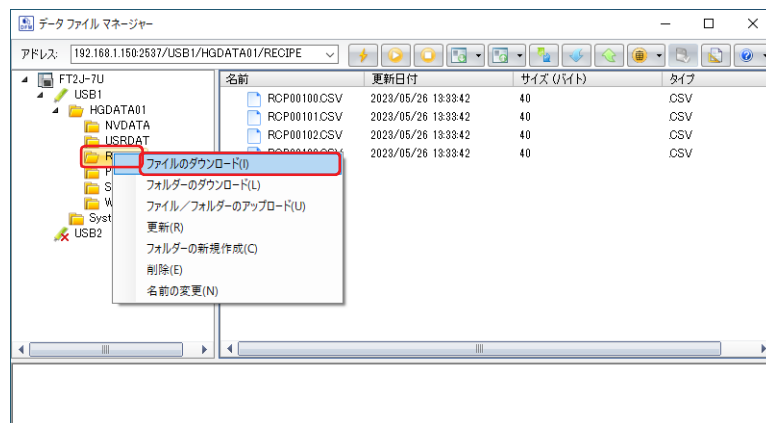 データ ファイル マネージャー
アドレス: 192.168.1.150:2537/USB1/HGDATA01/RECIPE
FT2J-7U
USB1
HGDATA01
NVDATA
USRDAT
R
P
S
W
Syst
USB2
名前 更新日付 サイズ (バイト) タイプ
RCP00100.CSV 2023/05/26 13:33:42 40 .CSV
RCP00101.CSV 2023/05/26 13:33:42 40 .CSV
RCP00102.CSV 2023/05/26 13:33:42 40 .CSV
2023/05/26 13:33:42 40 .CSV
ファイルのダウンロード(I)
フォルダーのダウンロード(L)
ファイル/フォルダーのアップロード(U)
更新(R)
フォルダーの新規作成(C)
削除(E)
名前の変更(N)